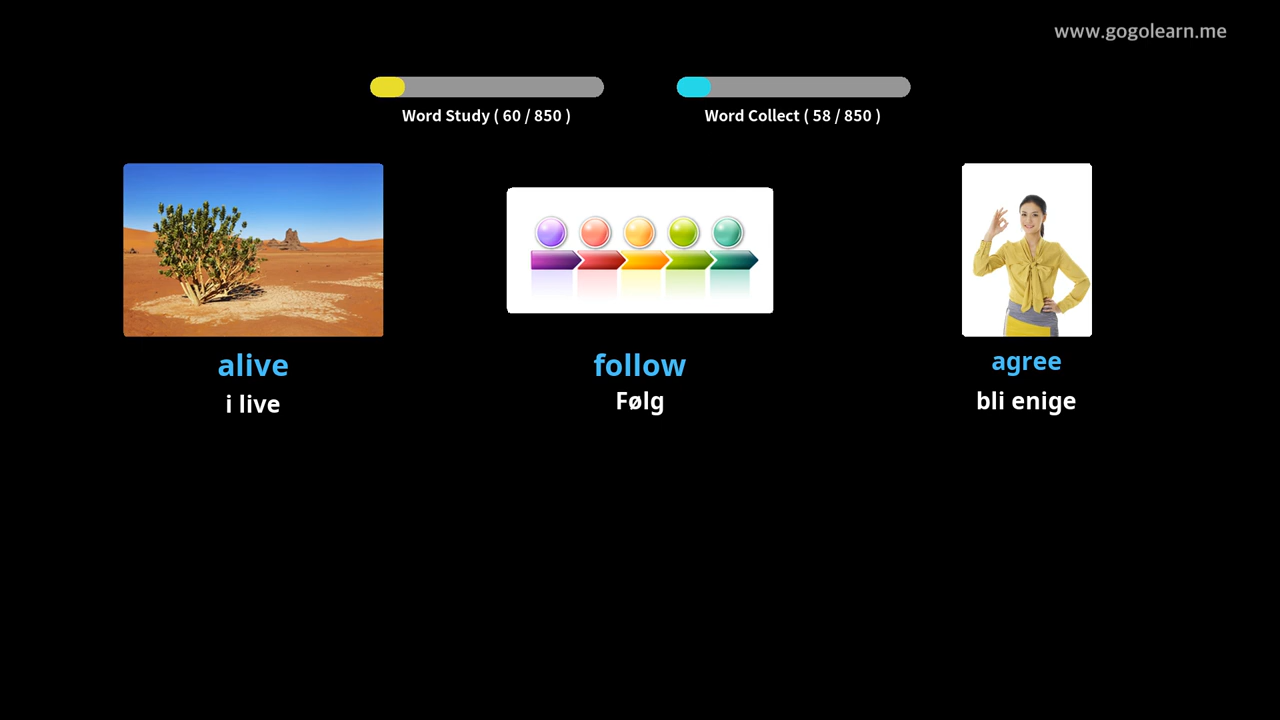 www.gogolearn.me
Word Study ( 60 / 850 )
Word Collect ( 58 / 850 )
alive
i live
follow
Følg
agree
bli enige